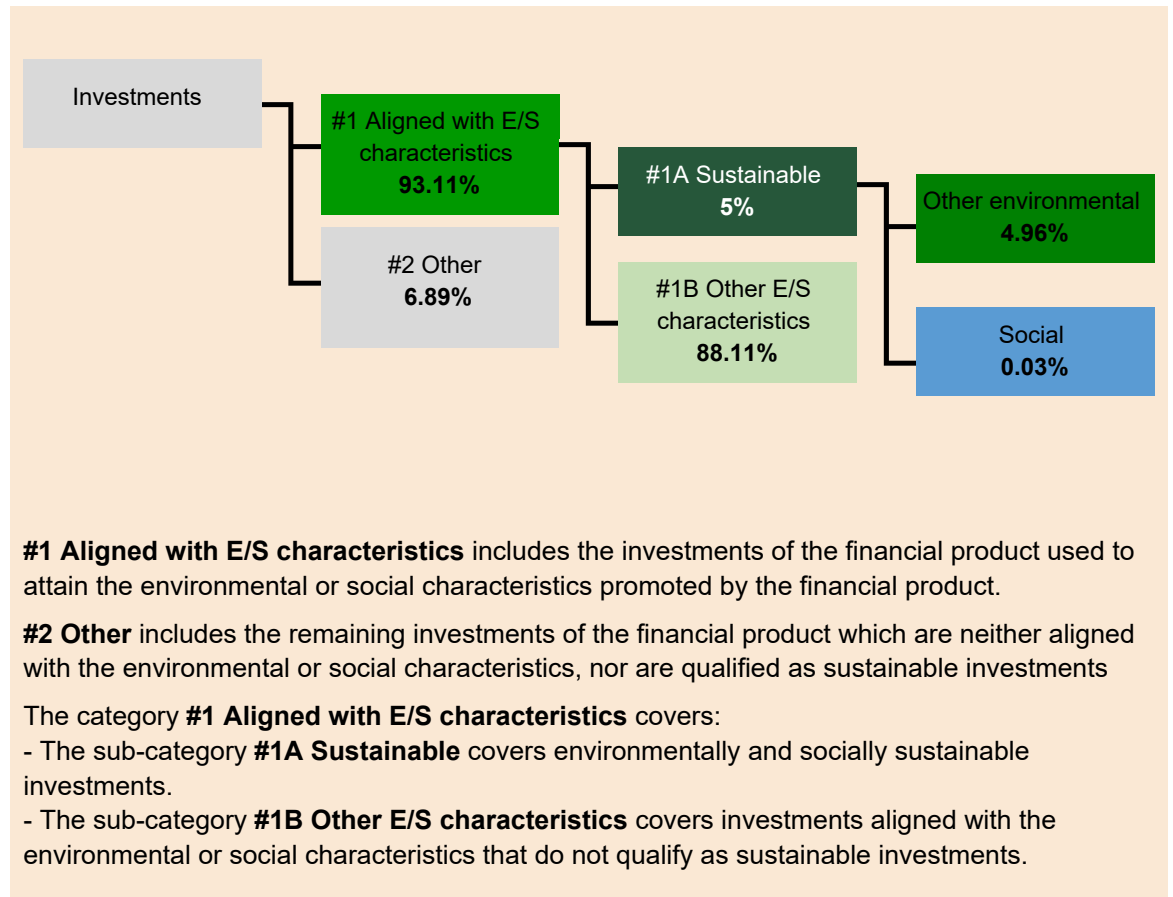 Investments
#1 Aligned with E/S
characteristics
93.11%
#2 Other
6.89%
#1A Sustainable
5%
#1B Other E/S
characteristics
88.11%
Other environmental
4.96%
Social
0.03%
#1 Aligned with E/S characteristics includes the investments of the financial product used to
attain the environmental or social characteristics promoted by the financial product.
#2 Other includes the remaining investments of the financial product which are neither aligned
with the environmental or social characteristics, nor are qualified as sustainable investments
The category #1 Aligned with E/S characteristics covers:
- The sub-category #1A Sustainable covers environmentally and socially sustainable
investments.
- The sub-category #1B Other E/S characteristics covers investments aligned with the
environmental or social characteristics that do not qualify as sustainable investments.